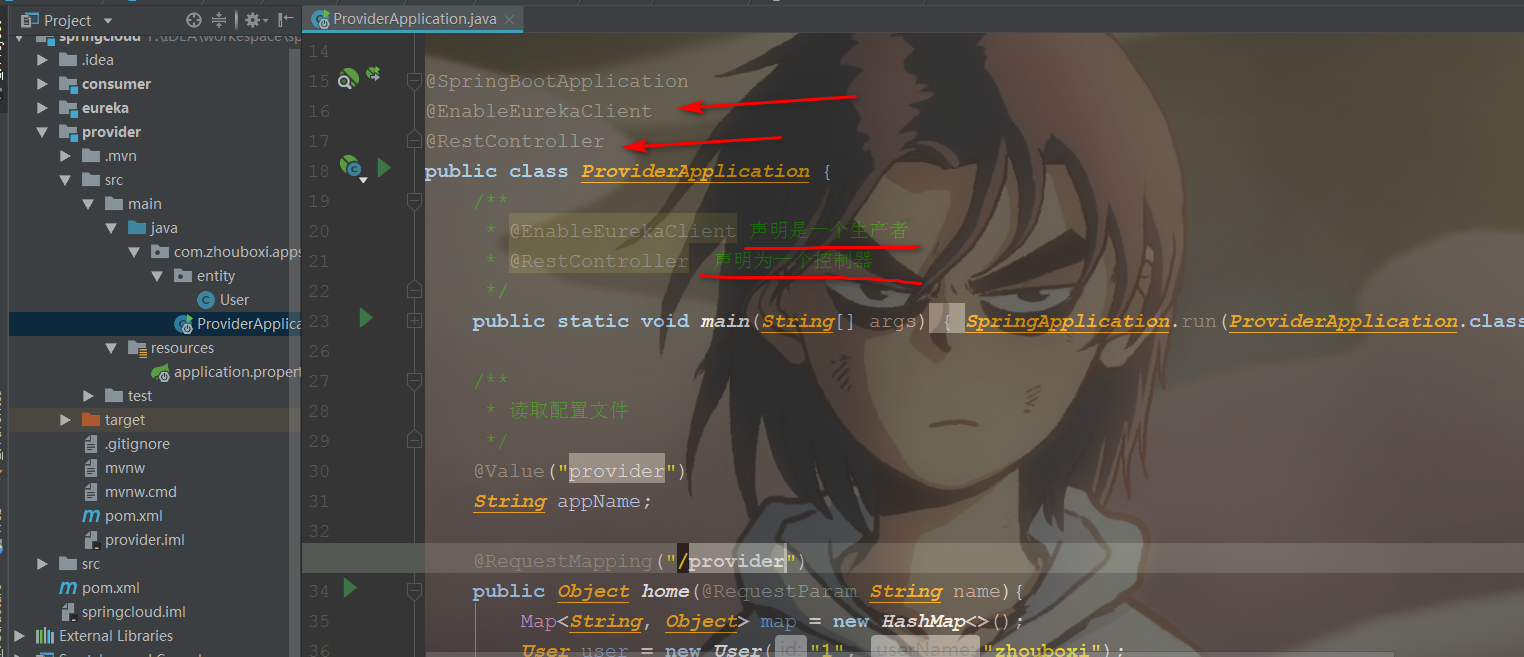 Project
ProviderApplication.java
springcloud
.idea
consumer
eureka
provider
.mvn
src
main
java
com.zhouboxi.apps
entity
User
ProviderApplica
resources
application.propert
test
target
.gitignore
mvnw
mvnw.cmd
pom.xml
provider.iml
src
pom.xml
springcloud.iml
External Libraries
14
15 @SpringBootApplication
16 @EnableEurekaClient
17 @RestController
18 public class ProviderApplication {
19 /**
20 * @EnableEurekaClient 声明是一个生产者
21 * @RestController 声明为一个控制器
22 */
23 public static void main(String[] args) { SpringApplication.run(ProviderApplication.class
26
27 /**
28 * 读取配置文件
29 */
30 @Value("provider")
31 String appName;
32
@RequestMapping("/provider")
34 public Object home(@RequestParam String name){
35 Map<String, Object> map = new HashMap<>();
36 User user = new User( id: "1", userName: "zhouboxi");